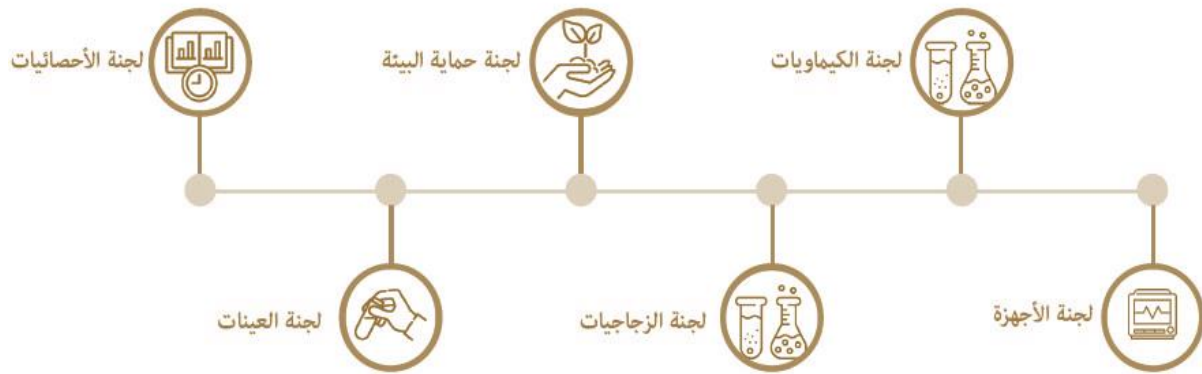 لجنة الكيماويات
لجنة حماية البيئة
لجنة الأحصائيات
لجنة الأجهزة
لجنة الزجاجيات
لجنة العينات